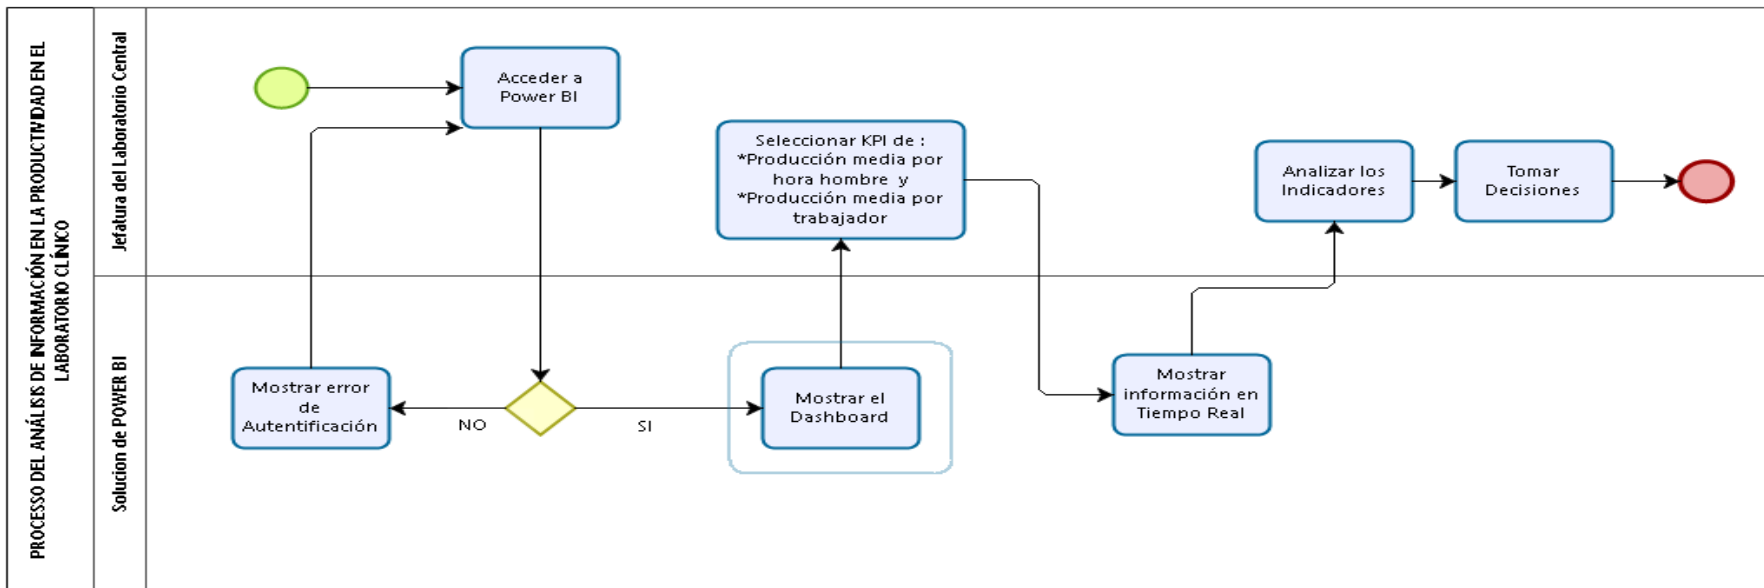 PROCESSO DEL ANÁLISIS DE INFORMACIÓN EN LA PRODUCTIVIDAD EN EL
LABORATORIO CLÍNICO
Jefatura del Laboratorio Central
Acceder a
Power BI
Seleccionar KPI de :
*Producción media por
hora hombre y
*Producción media por
trabajador
Analizar los
Indicadores
Tomar
Decisiones
Solucion de POWER BI
Mostrar error
de
Autentificación
NO
SI
Mostrar el
Dashboard
Mostrar
información en
Tiempo Real